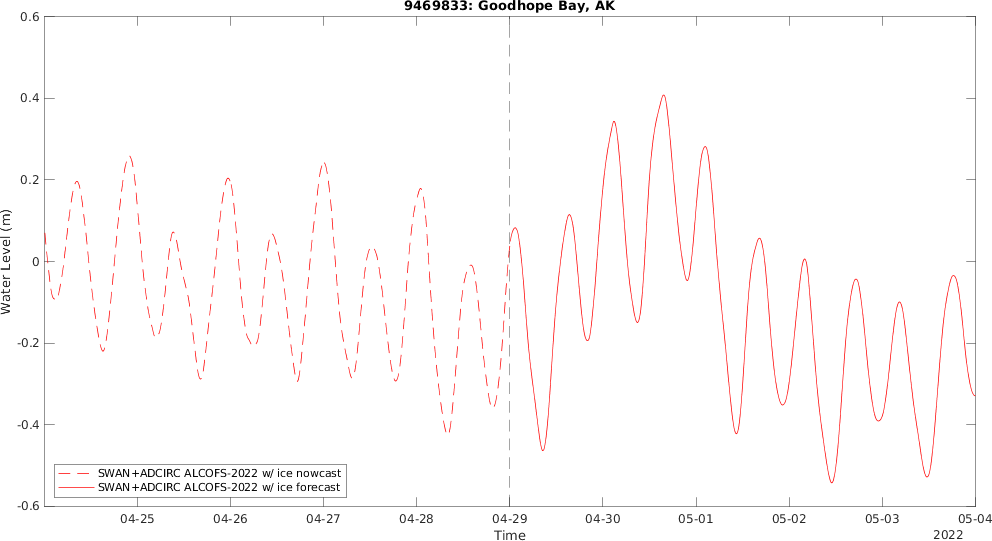 9469833: Goodhope Bay, AK
Water Level (m)
0.6
0.4
0.2
0
-0.2
-0.4
-0.6
SWAN+ADCIRC ALCOFS-2022 w/ ice nowcast
SWAN+ADCIRC ALCOFS-2022 w/ ice forecast
04-25 04-26 04-27 04-28 04-29 04-30 05-01 05-02 05-03 05-04
Time
2022